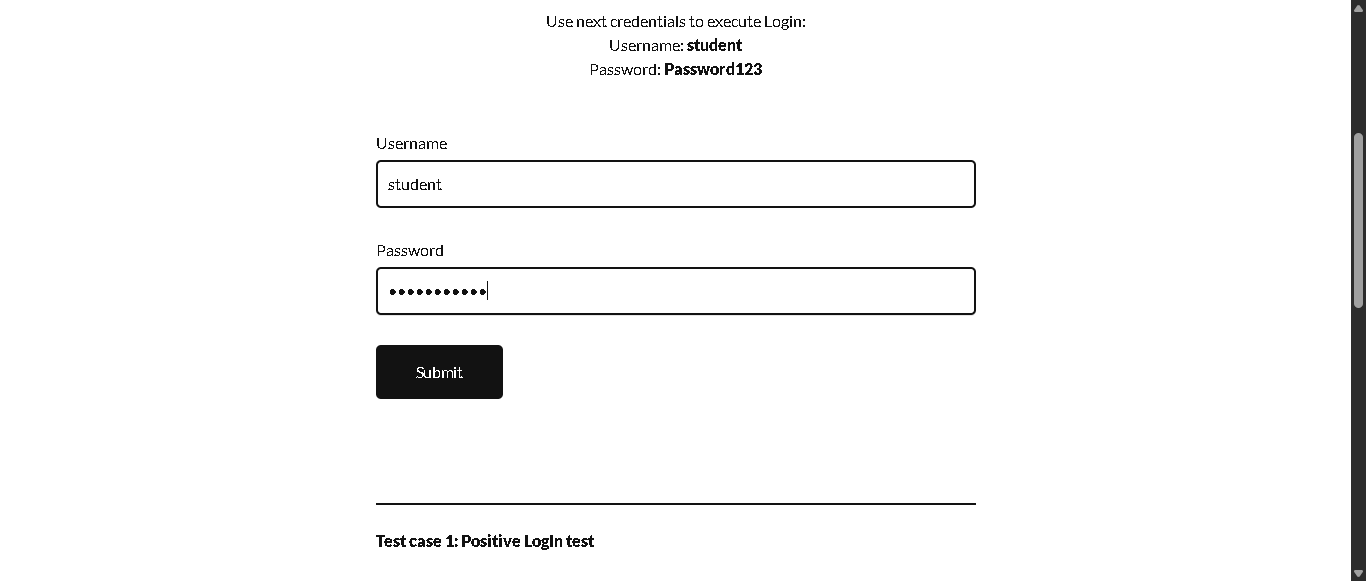 Use next credentials to execute Login:
Username: student
Password: Password123
Username
student
Password
•••••••••••
Submit
Test case 1: Positive LogIn test